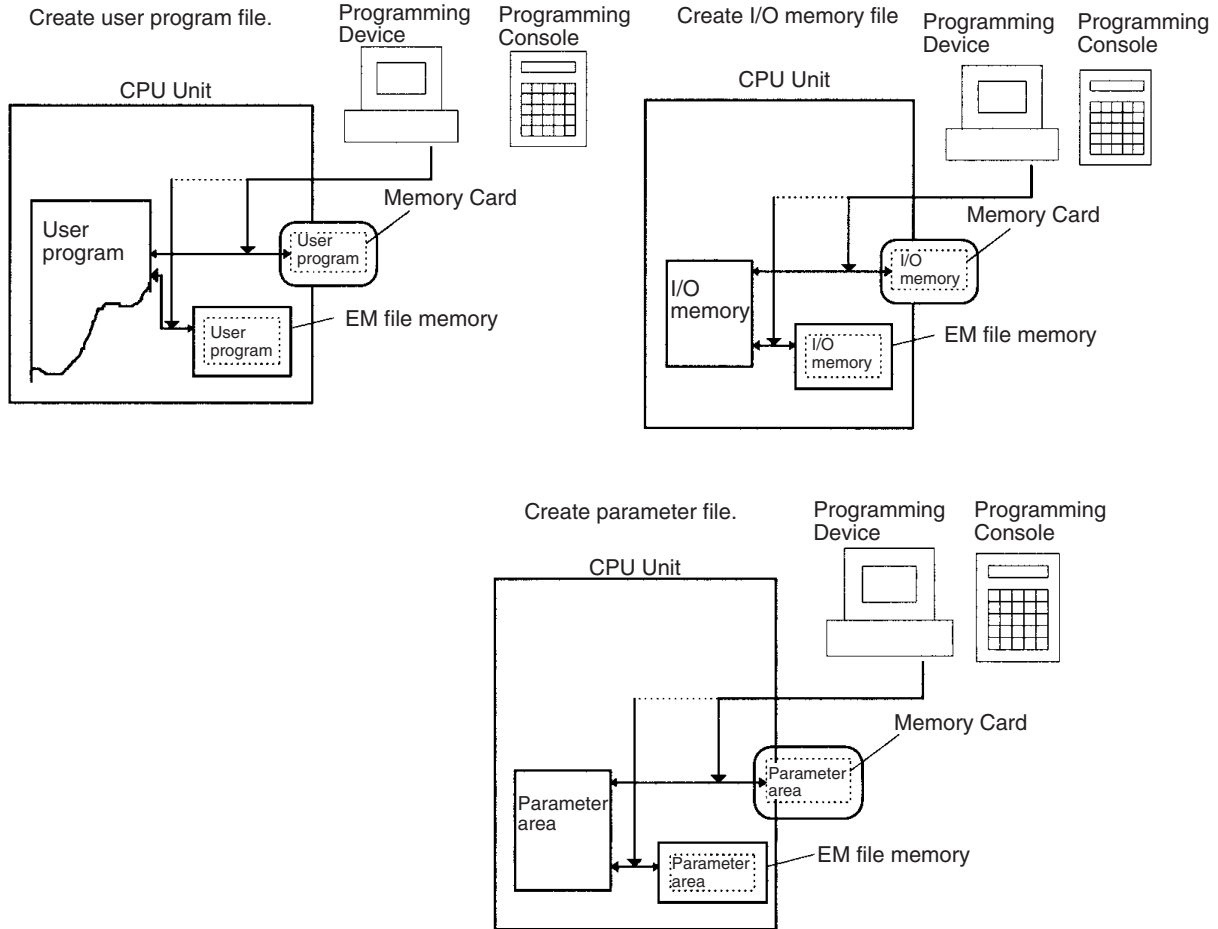 Create user program file.
Programming
Device
Programming
Console
CPU Unit
Memory Card
User
program
User
program
EM file memory
User
program
Create I/O memory file
Programming
Device
Programming
Console
CPU Unit
Memory Card
I/O
memory
I/O
memory
EM file memory
I/O
memory
Create parameter file.
Programming
Device
Programming
Console
CPU Unit
Memory Card
Parameter
area
Parameter
area
EM file memory
Parameter
area